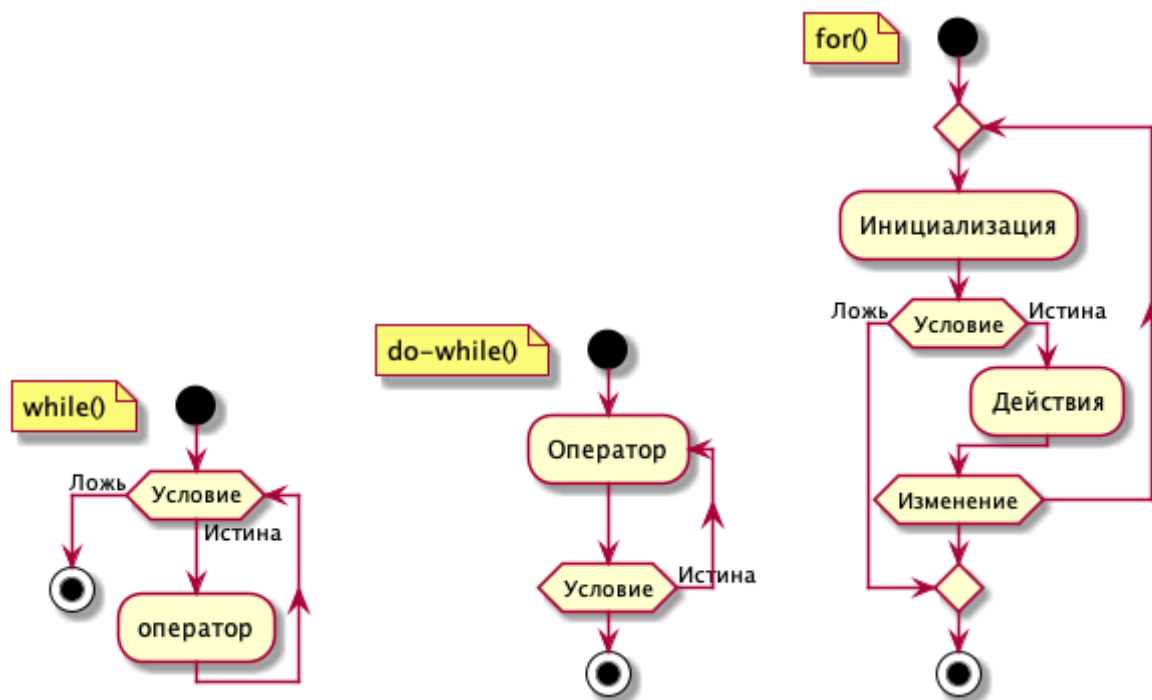 while()
Условие
Ложь
Истина
оператор
do-while()
Оператор
Условие
Истина
for()
Инициализация
Условие
Ложь
Истина
Действия
Изменение